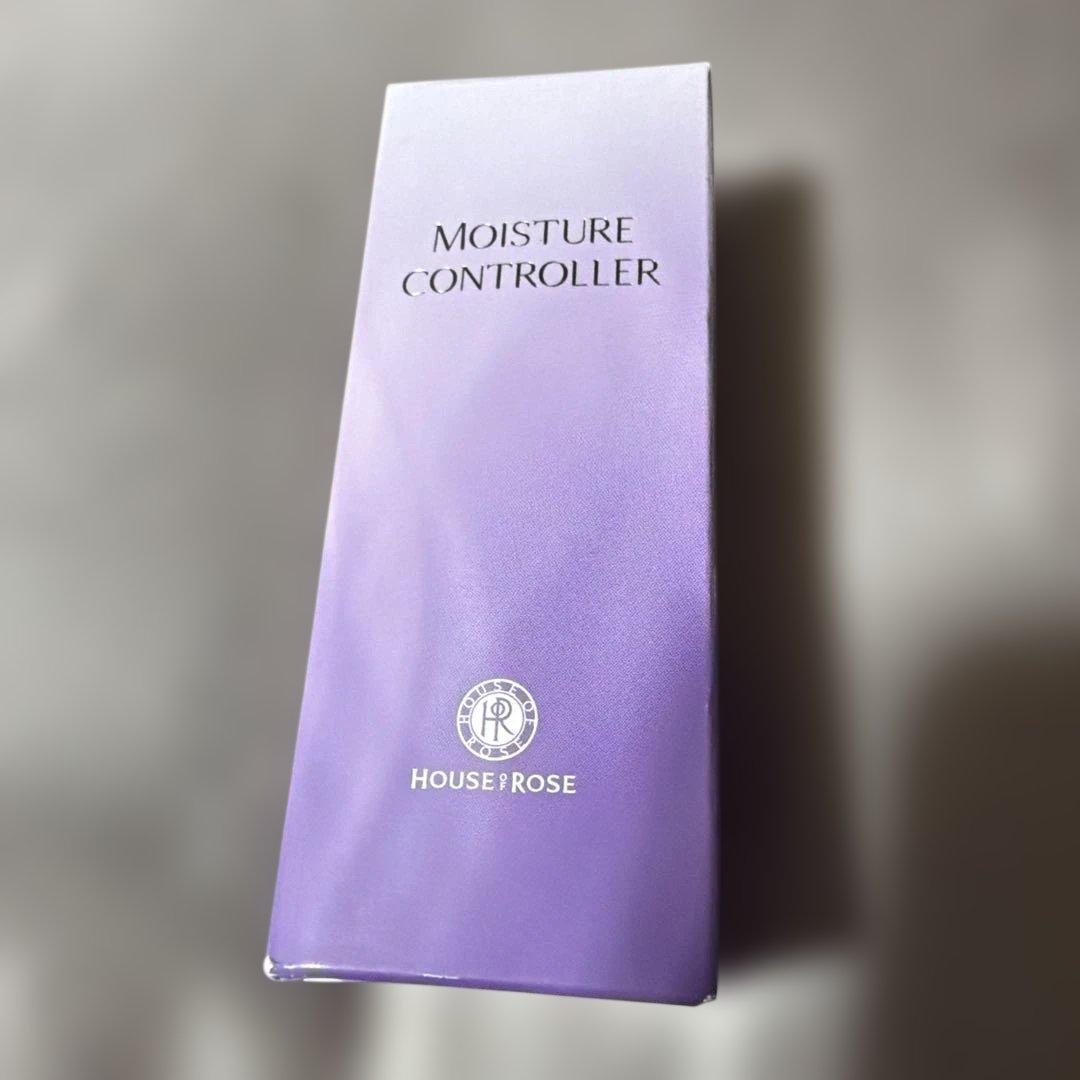 MOISTURE
CONTROLLER
HOUSE OF
ROSE
HR
HOUSE OF ROSE